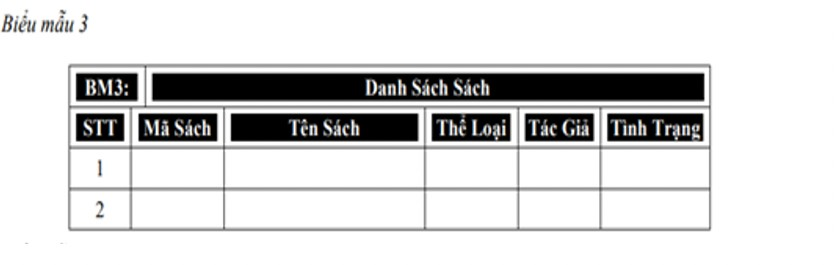 Biểu mẫu 3
BM3: Danh Sách Sách
STT Mã Sách Tên Sách Thể Loại Tác Giả Tình Trạng
1
2